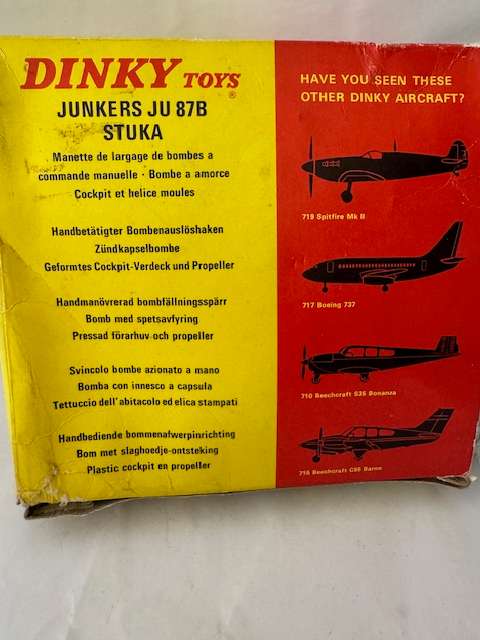 DINKY TOYS®
JUNKERS JU 87B
STUKA
Manette de largage de bombes a
commande manuelle · Bombe a amorce
Cockpit et helice moules
Handbetätigter Bombenauslöshaken
Zündkapselbombe
Geformtes Cockpit-Verdeck und Propeller
Handmanövrerad bombfällningsspärr
Bomb med spetsavfyring
Pressad förarhuv och propeller
Svincolo bombe azionato a mano
Bomba con innesco a capsula
Tettuccio dell'abitacolo ed elica stampati
Handbediende bommenafwerpinrichting
Bom met slaghoedje-ontsteking
Plastic cockpit en propeller
HAVE YOU SEEN THESE
OTHER DINKY AIRCRAFT?
719 Spitfire Mk II
717 Boeing 737
710 Beechcraft S35 Bonanza
Beechcraft C55 Baron